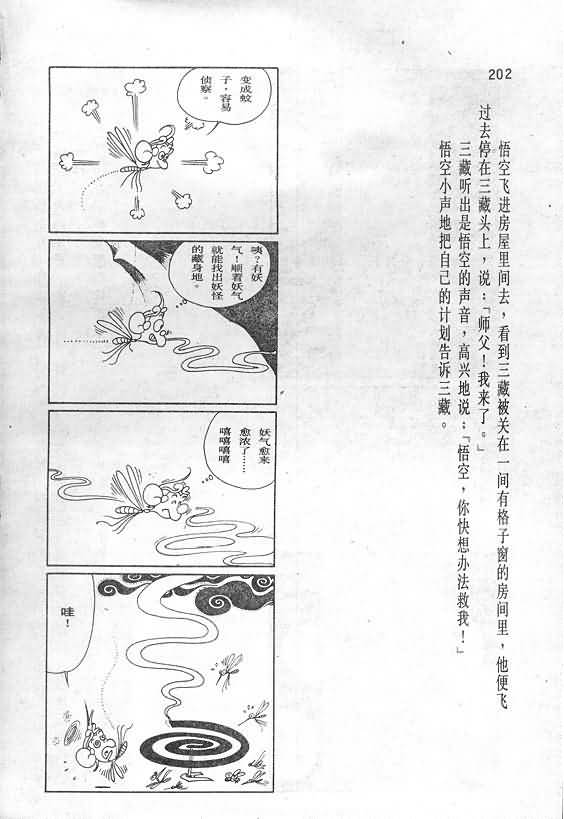 202
悟空飞进房屋里间去，看到三藏被关在一间有格子窗的房间里，他便飞
过去停在三藏头上，说：「师父！我来了。」
三藏听出是悟空的声音，高兴地说：「悟空，你快想办法救我！」
悟空小声地把自己的计划告诉三藏。
变成蚊
子，容易
侦察。
咦？有妖
气！顺着妖气
就能找出妖怪
的藏身地。
妖气愈来
愈浓了……
嘻嘻嘻嘻
哇！